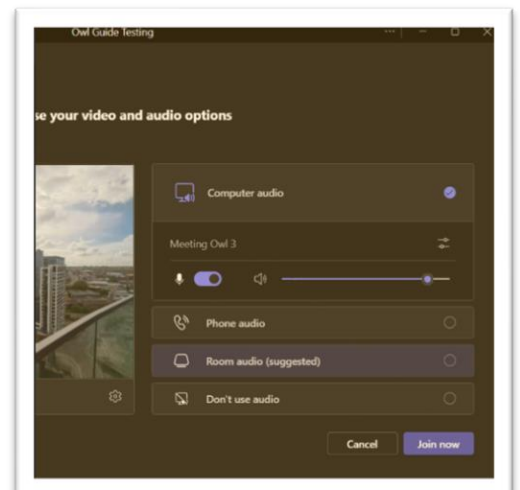 Owl Guide Testing
se your video and audio options
Computer audio
Meeting Owl 3
Phone audio
Room audio (suggested)
Don't use audio
Cancel Join now